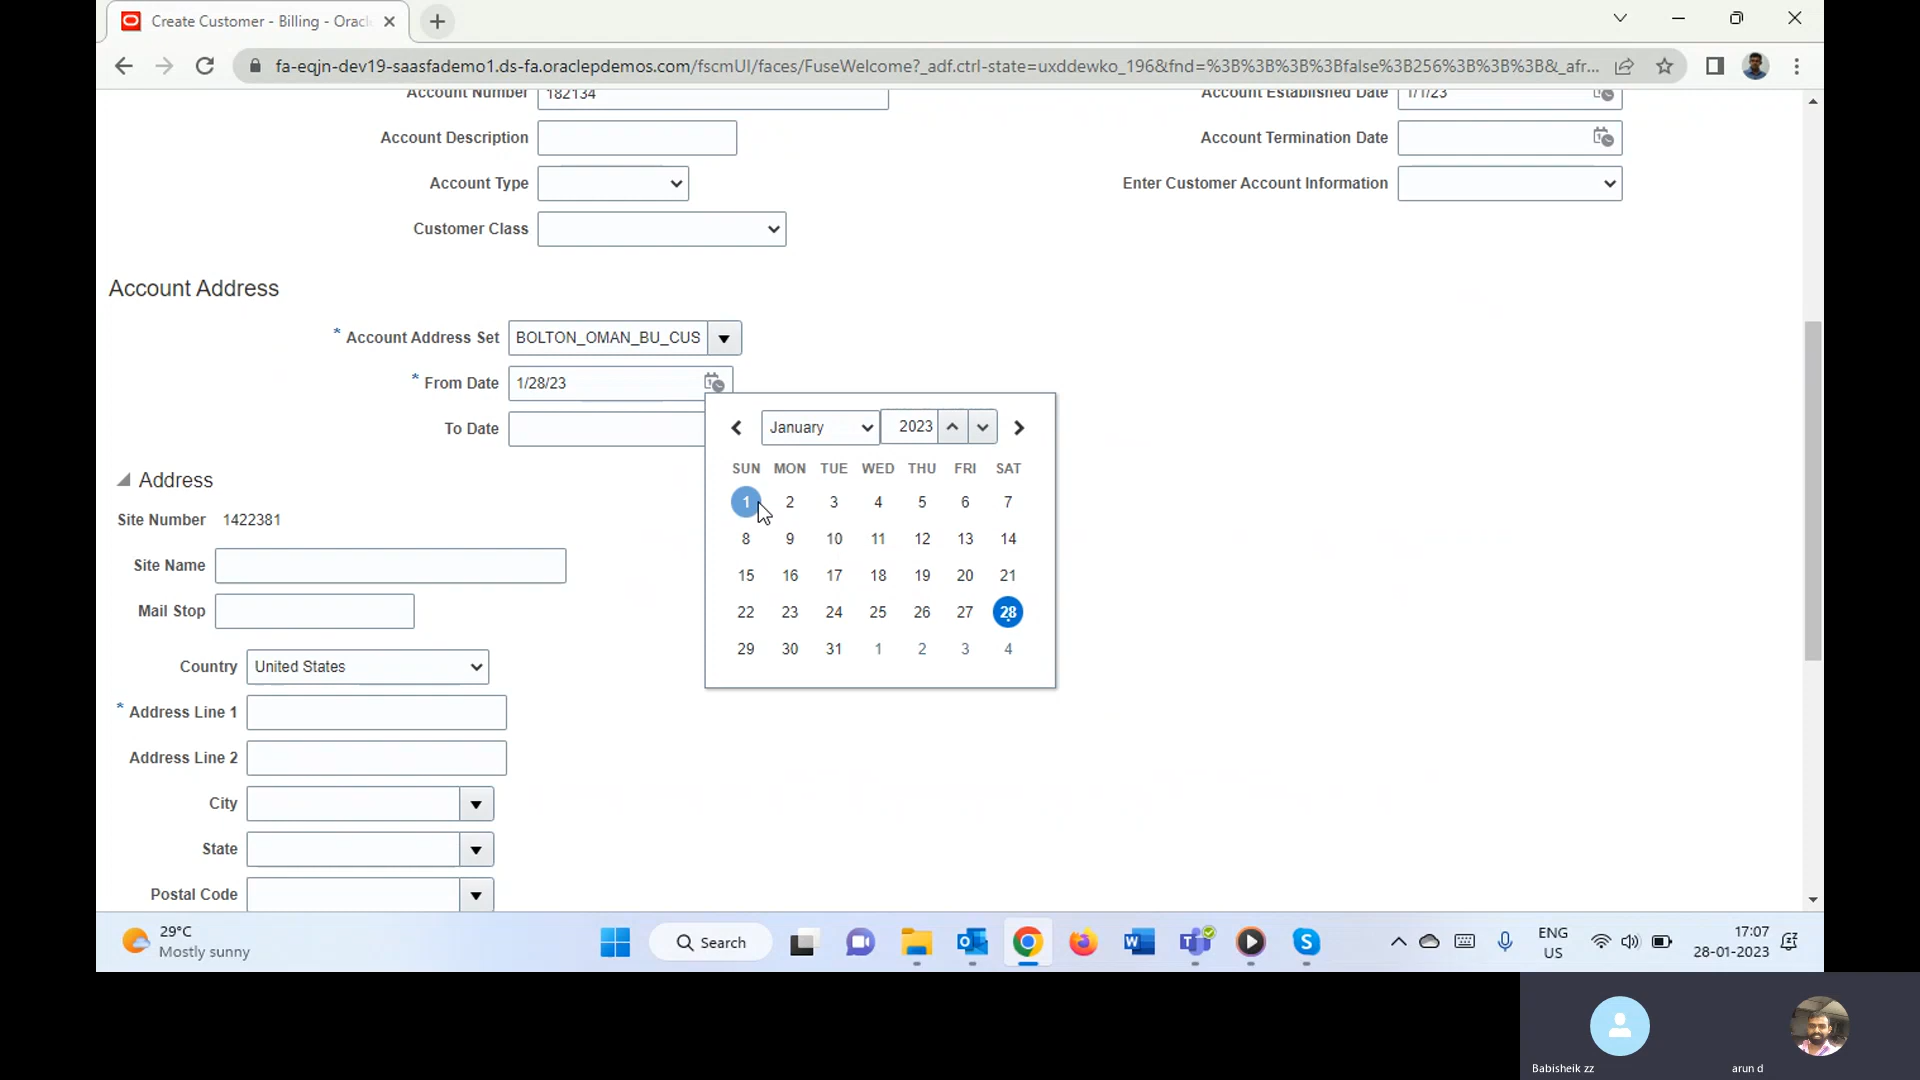 Create Customer - Billing - Oracl
fa-eqjn-dev19-saasfademo1.ds-fa.oraclepdemos.com/fscmUI/faces/FuseWelcome?_adf.ctrl-state=uxddewko_196&fnd=%3B%3B%3B%3Bfalse%3B256%3B%3B%3B&_afr...
Account Number 182134
Account Established Date 1/1/23
Account Description
Account Termination Date
Account Type
Enter Customer Account Information
Customer Class
Account Address
* Account Address Set BOLTON_OMAN_BU_CUS
* From Date 1/28/23
To Date
January 2023
SUN MON TUE WED THU FRI SAT
1 2 3 4 5 6 7
8 9 10 11 12 13 14
15 16 17 18 19 20 21
22 23 24 25 26 27 28
29 30 31 1 2 3 4
Address
Site Number 1422381
Site Name
Mail Stop
Country United States
* Address Line 1
Address Line 2
City
State
Postal Code
29°C
Mostly sunny
Search
ENG
US
17:07
28-01-2023
Babisheik zz
arun d